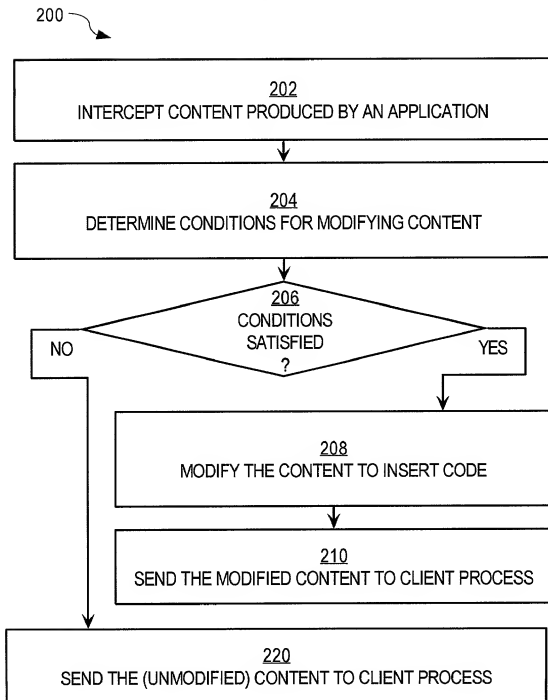 200
202
INTERCEPT CONTENT PRODUCED BY AN APPLICATION
204
DETERMINE CONDITIONS FOR MODIFYING CONTENT
206
CONDITIONS
SATISFIED
?
NO
YES
208
MODIFY THE CONTENT TO INSERT CODE
210
SEND THE MODIFIED CONTENT TO CLIENT PROCESS
220
SEND THE (UNMODIFIED) CONTENT TO CLIENT PROCESS